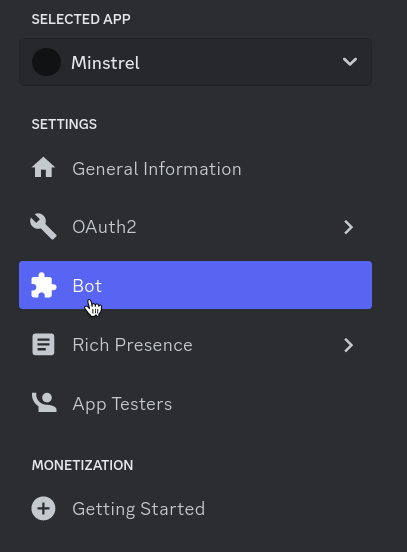 SELECTED APP
Minstrel
SETTINGS
General Information
OAuth2
Bot
Rich Presence
App Testers
MONETIZATION
Getting Started